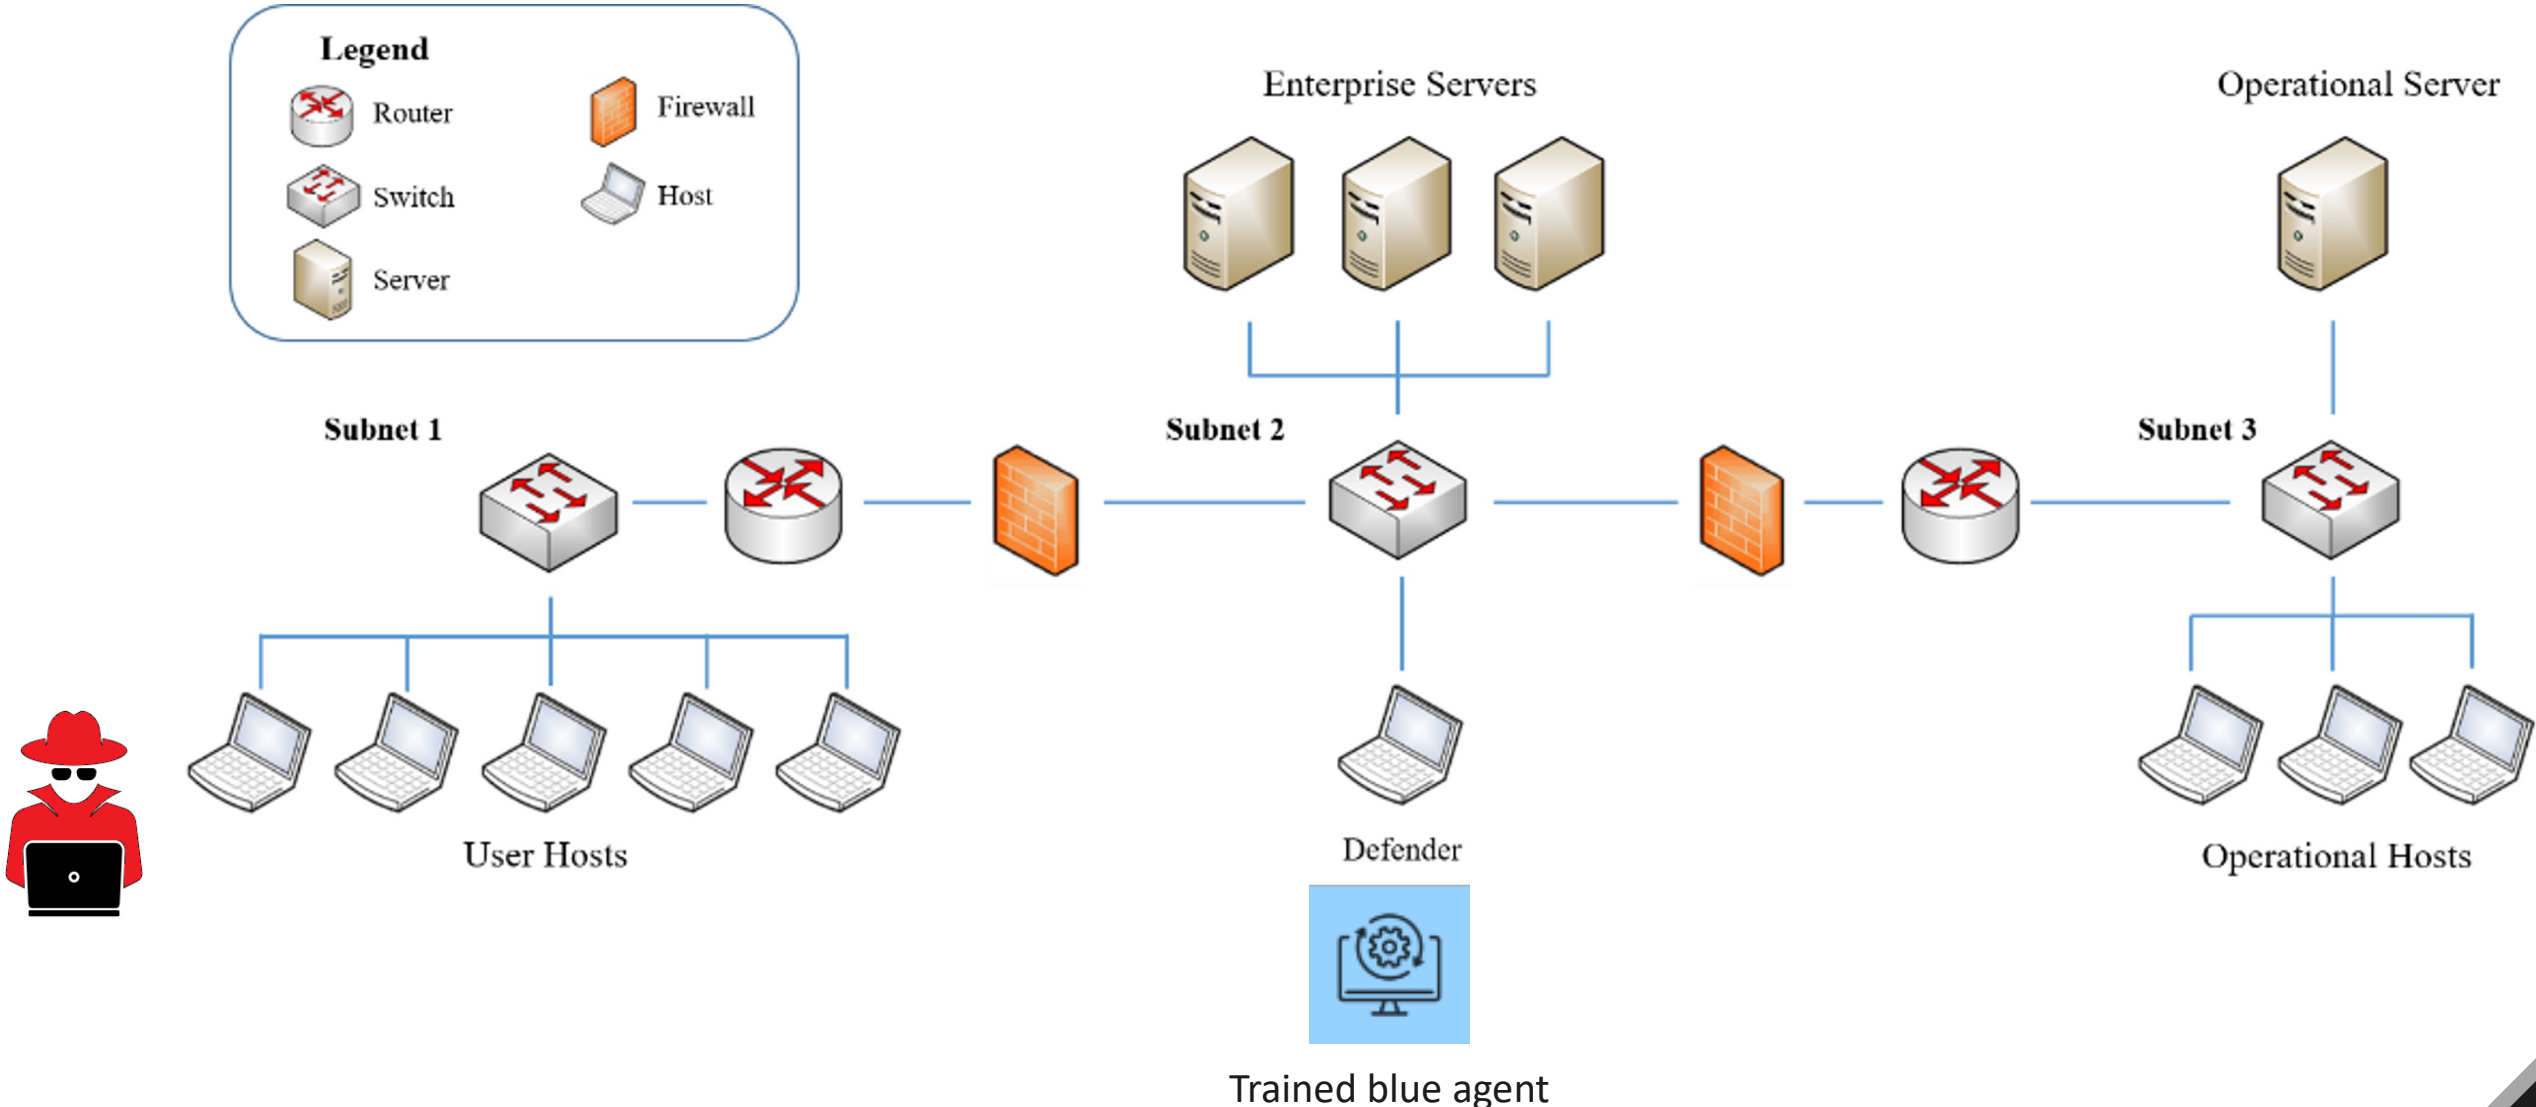 Legend
Router
Firewall
Switch
Host
Server
Enterprise Servers
Operational Server
Subnet 1
Subnet 2
Subnet 3
User Hosts
Defender
Operational Hosts
Trained blue agent